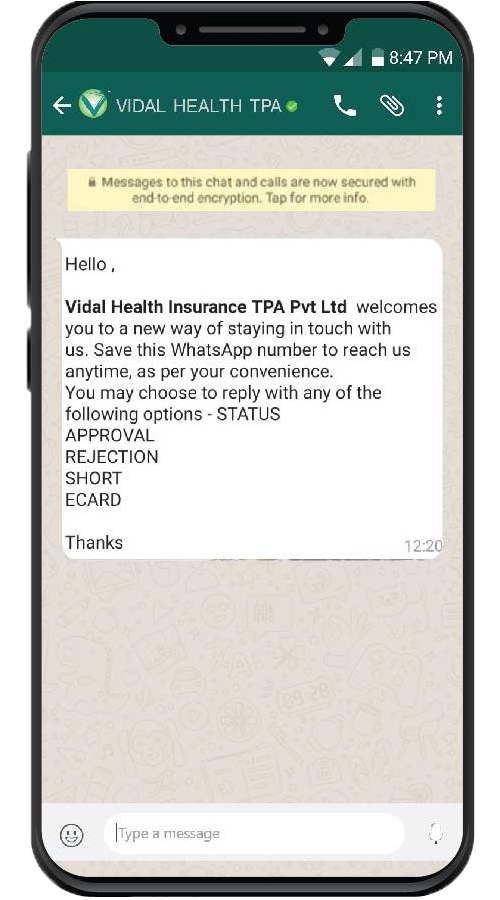 8:47 PM
VIDAL HEALTH TPA
Messages to this chat and calls are now secured with
end-to-end encryption. Tap for more info.
Hello ,
Vidal Health Insurance TPA Pvt Ltd welcomes
you to a new way of staying in touch with
us. Save this WhatsApp number to reach us
anytime, as per your convenience.
You may choose to reply with any of the
following options - STATUS
APPROVAL
REJECTION
SHORT
ECARD
Thanks
12:20
Type a message